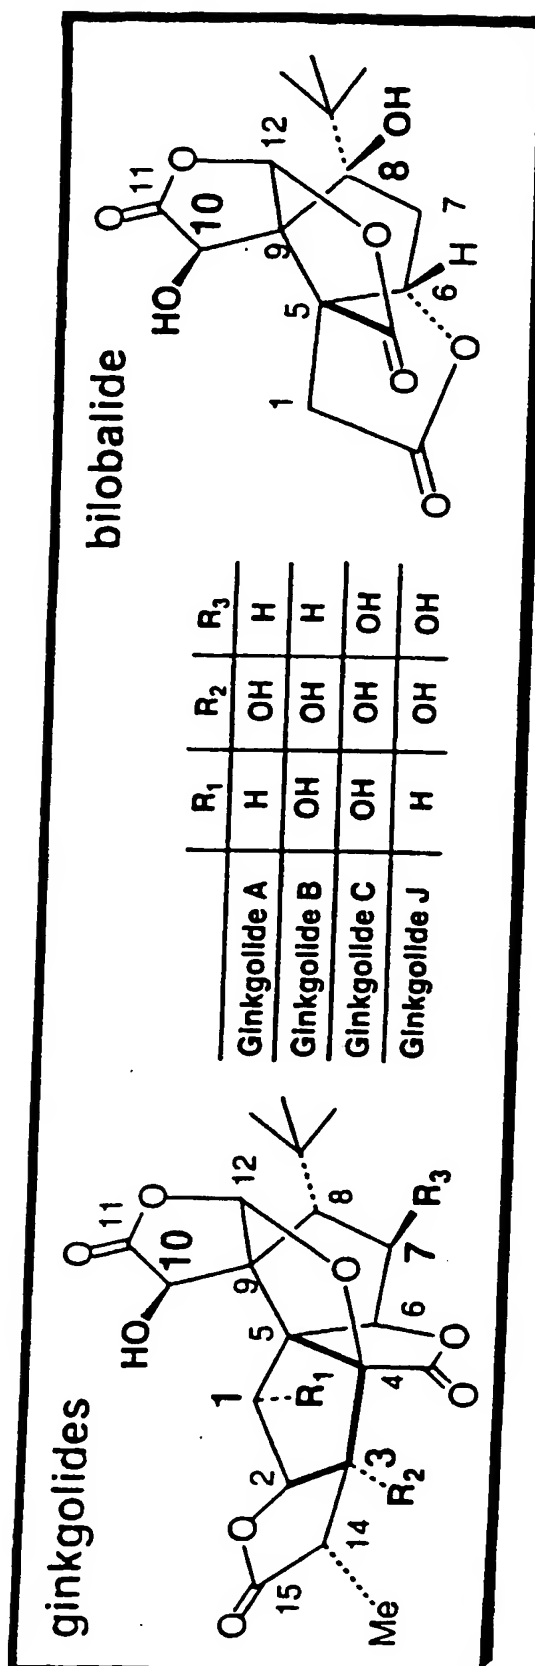 ginkgolides
HO
10
O
11
O
12
9
O
8
R3
7
6
5
1
R1
4
O
O
2
3
R2
O
O
15
14
Me
R1 R2 R3
Ginkgolide A H OH H
Ginkgolide B OH OH H
Ginkgolide C OH OH OH
Ginkgolide J H OH OH
bilobalide
HO
10
O
11
O
12
9
O
8
OH
7
H
6
5
1
O
O
O